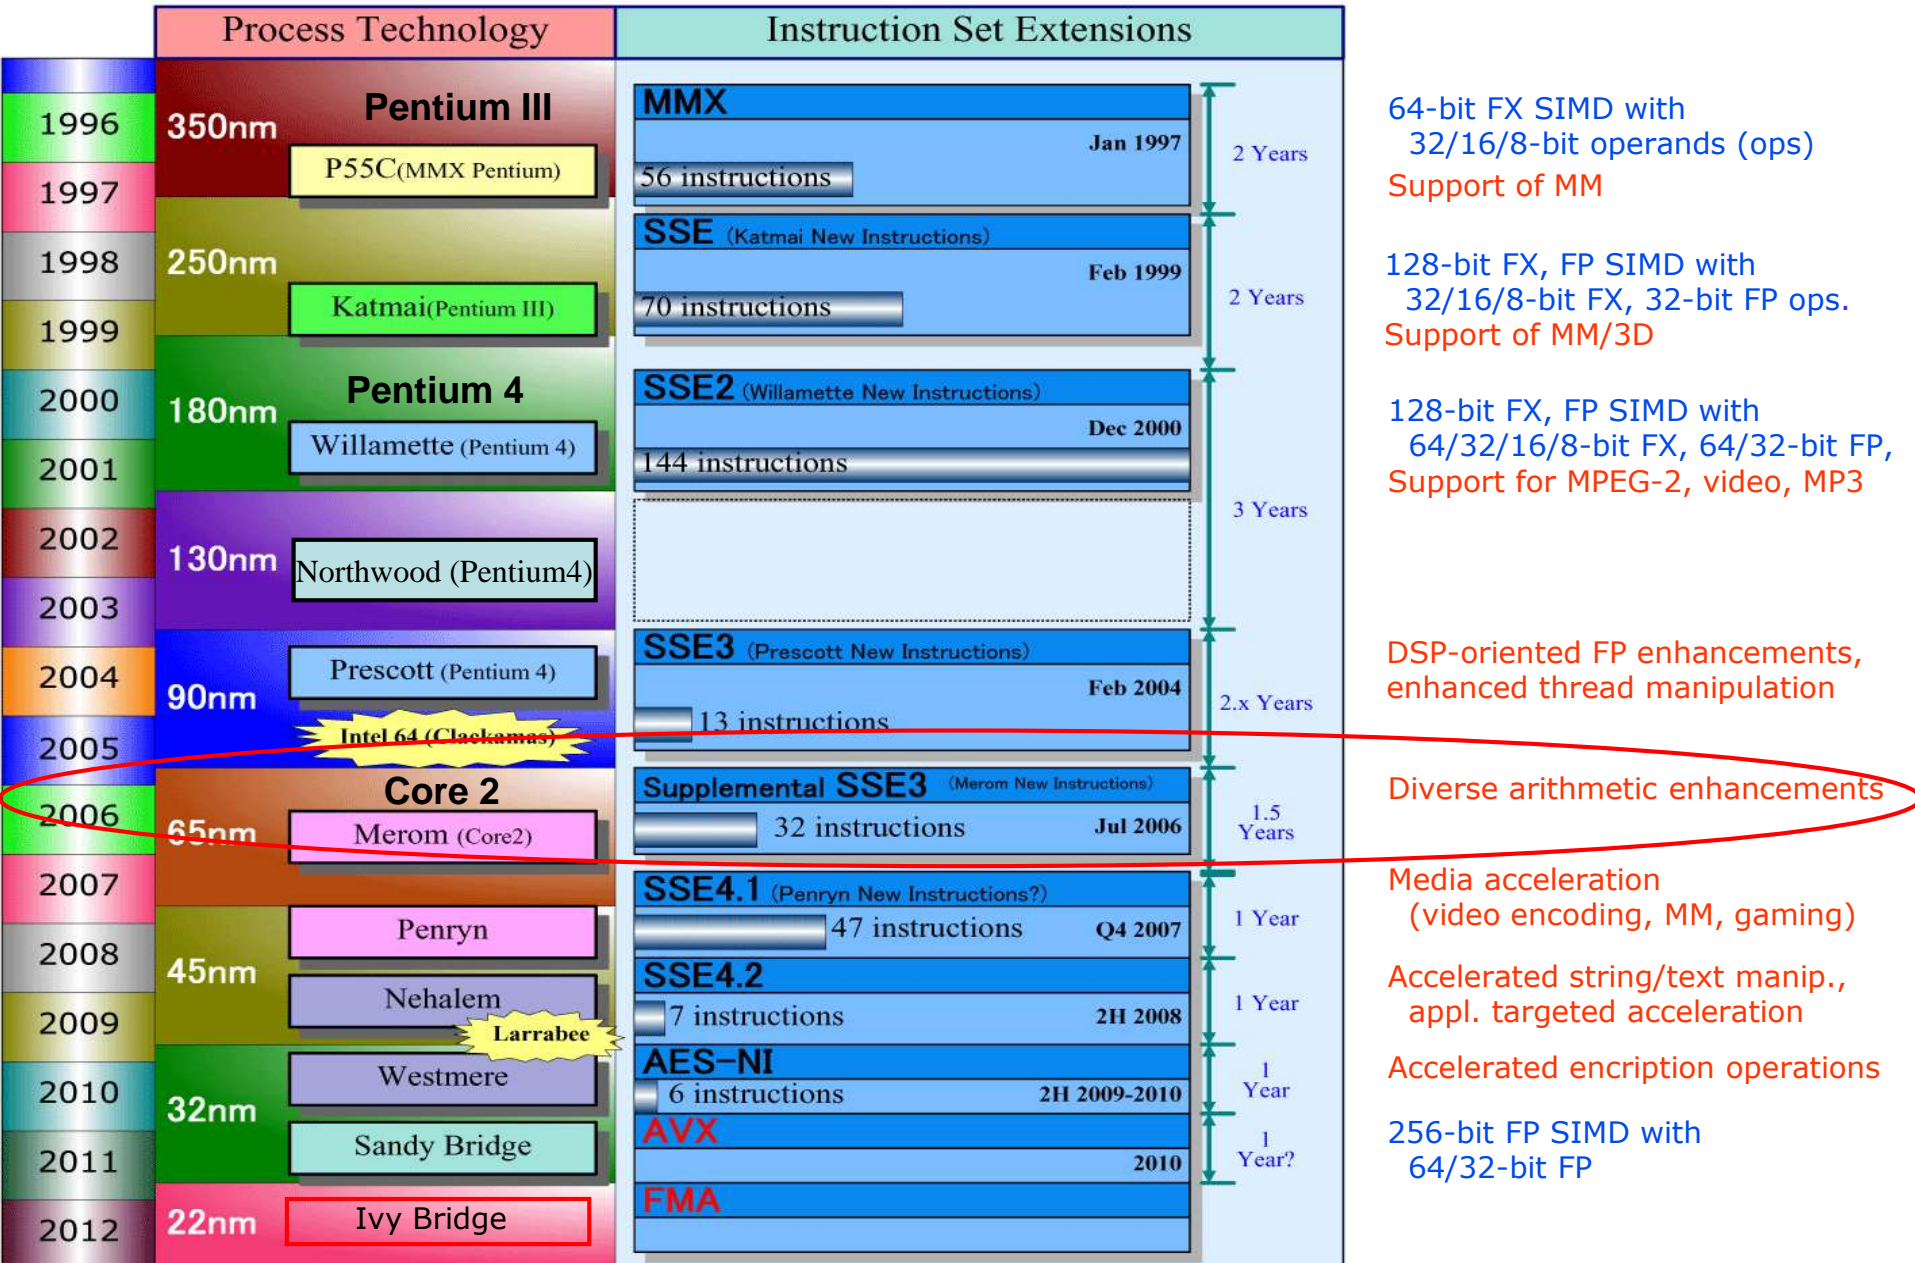 Process Technology
Instruction Set Extensions
1996
1997
1998
1999
2000
2001
2002
2003
2004
2005
2006
2007
2008
2009
2010
2011
2012
350nm
Pentium III
P55C(MMX Pentium)
250nm
Katmai(Pentium III)
180nm
Pentium 4
Willamette (Pentium 4)
130nm
Northwood (Pentium4)
90nm
Prescott (Pentium 4)
Intel 64 (Clackamas)
65nm
Core 2
Merom (Core2)
45nm
Penryn
Nehalem
Larrabee
32nm
Westmere
Sandy Bridge
22nm
Ivy Bridge
MMX
Jan 1997
56 instructions
2 Years
SSE (Katmai New Instructions)
Feb 1999
70 instructions
2 Years
SSE2 (Willamette New Instructions)
Dec 2000
144 instructions
3 Years
SSE3 (Prescott New Instructions)
Feb 2004
13 instructions
2.x Years
Supplemental SSE3 (Merom New Instructions)
32 instructions Jul 2006
1.5
Years
SSE4.1 (Penryn New Instructions?)
47 instructions Q4 2007
1 Year
SSE4.2
7 instructions 2H 2008
1 Year
AES-NI
6 instructions 2H 2009-2010
1
Year
AVX
2010
1
Year?
FMA
64-bit FX SIMD with
32/16/8-bit operands (ops)
Support of MM
128-bit FX, FP SIMD with
32/16/8-bit FX, 32-bit FP ops.
Support of MM/3D
128-bit FX, FP SIMD with
64/32/16/8-bit FX, 64/32-bit FP,
Support for MPEG-2, video, MP3
DSP-oriented FP enhancements,
enhanced thread manipulation
Diverse arithmetic enhancements
Media acceleration
(video encoding, MM, gaming)
Accelerated string/text manip.,
appl. targeted acceleration
Accelerated encription operations
256-bit FP SIMD with
64/32-bit FP